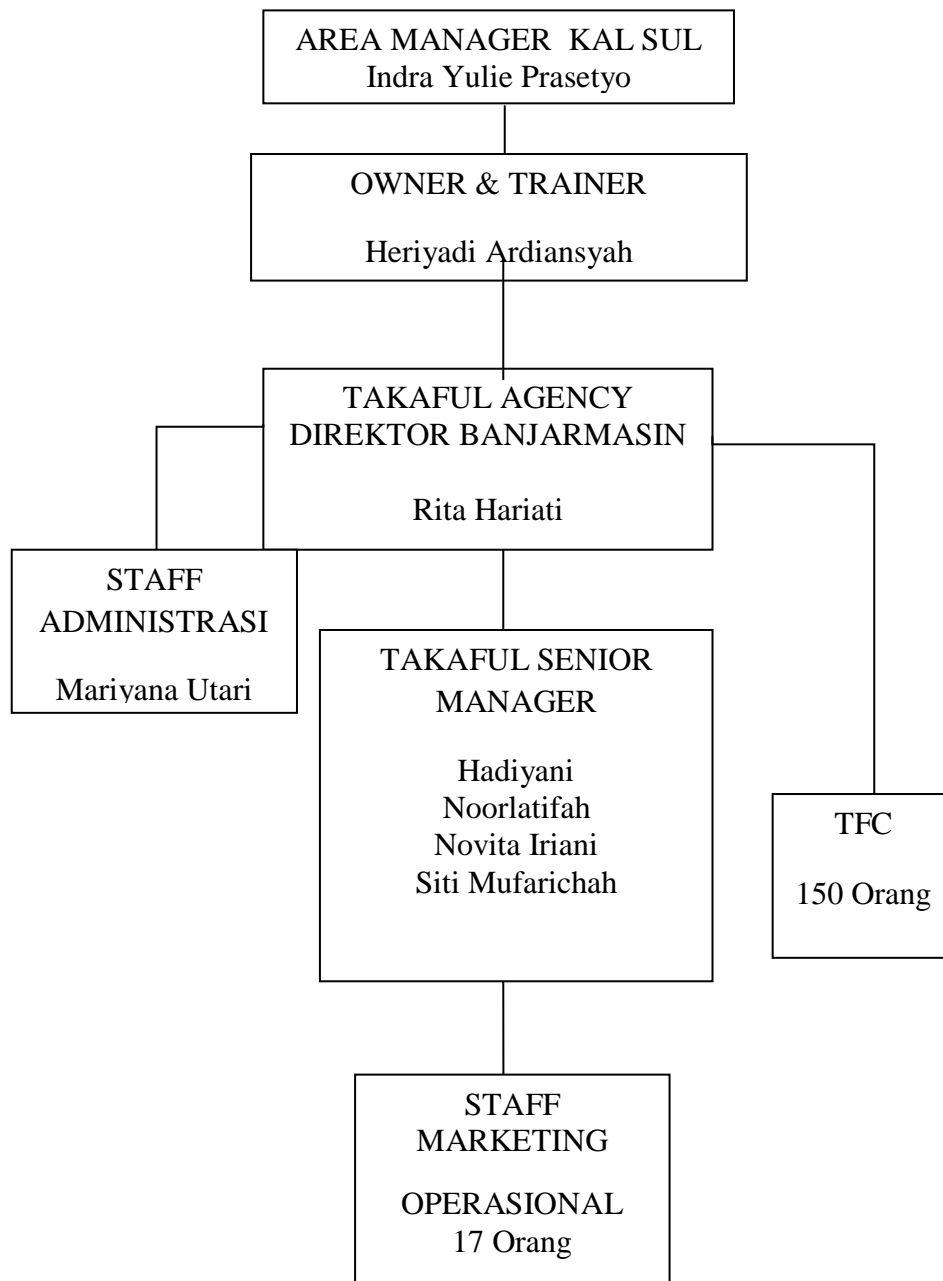 AREA MANAGER KAL SUL
Indra Yulie Prasetyo
OWNER & TRAINER
Heriyadi Ardiansyah
TAKAFUL AGENCY
DIREKTOR BANJARMASIN
Rita Hariati
STAFF
ADMINISTRASI
Mariyana Utari
TAKAFUL SENIOR
MANAGER
Hadiyani
Noorlatifah
Novita Iriani
Siti Mufarichah
TFC
150 Orang
STAFF
MARKETING
OPERASIONAL
17 Orang